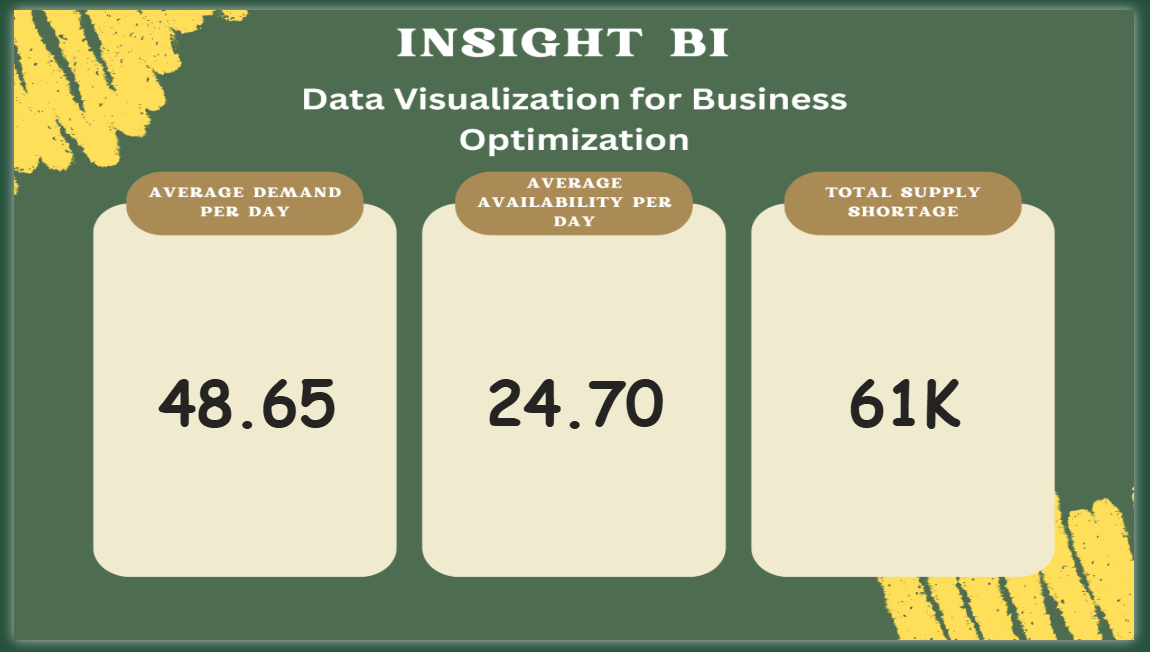 INSIGHT BI
Data Visualization for Business
Optimization
AVERAGE DEMAND
PER DAY
AVERAGE
AVAILABILITY PER
DAY
TOTAL SUPPLY
SHORTAGE
48.65
24.70
61K